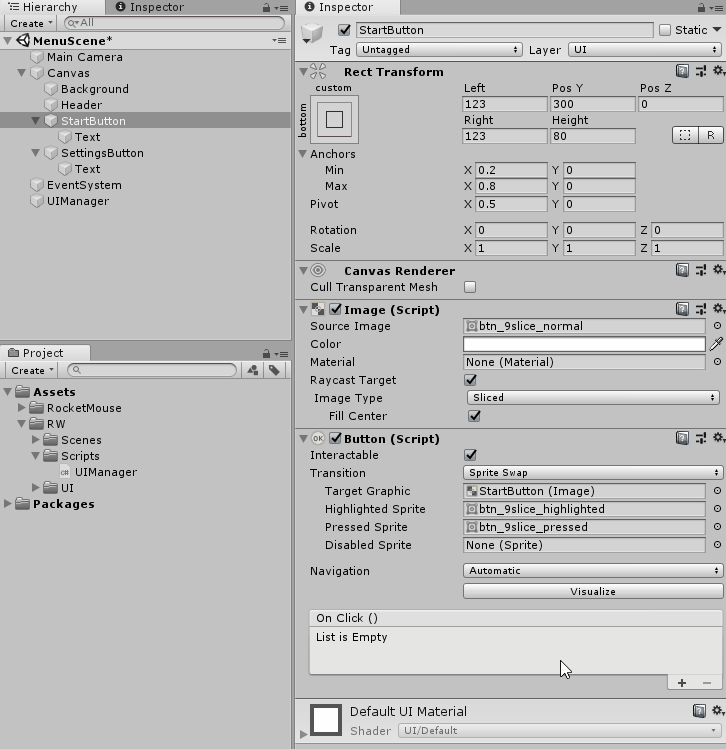 Hierarchy
Inspector
Create
All
MenuScene*
Main Camera
Canvas
Background
Header
StartButton
Text
SettingsButton
Text
EventSystem
UIManager
Project
Create
Assets
RocketMouse
RW
Scenes
Scripts
C#
UIManager
UI
Packages
Inspector
StartButton
Static
Tag Untagged Layer UI
Rect Transform
custom
bottom
Left Pos Y Pos Z
123 300 0
Right Height
123 80
R
Anchors
Min X 0.2 Y 0
Max X 0.8 Y 0
Pivot X 0.5 Y 0
Rotation X 0 Y 0 Z 0
Scale X 1 Y 1 Z 1
Canvas Renderer
Cull Transparent Mesh
Image (Script)
Source Image btn_9slice_normal
Color
Material None (Material)
Raycast Target
Image Type Sliced
Fill Center
OK Button (Script)
Interactable
Transition Sprite Swap
Target Graphic StartButton (Image)
Highlighted Sprite btn_9slice_highlighted
Pressed Sprite btn_9slice_pressed
Disabled Sprite None (Sprite)
Navigation Automatic
Visualize
On Click ()
List is Empty
+ −
Default UI Material
Shader UI/Default